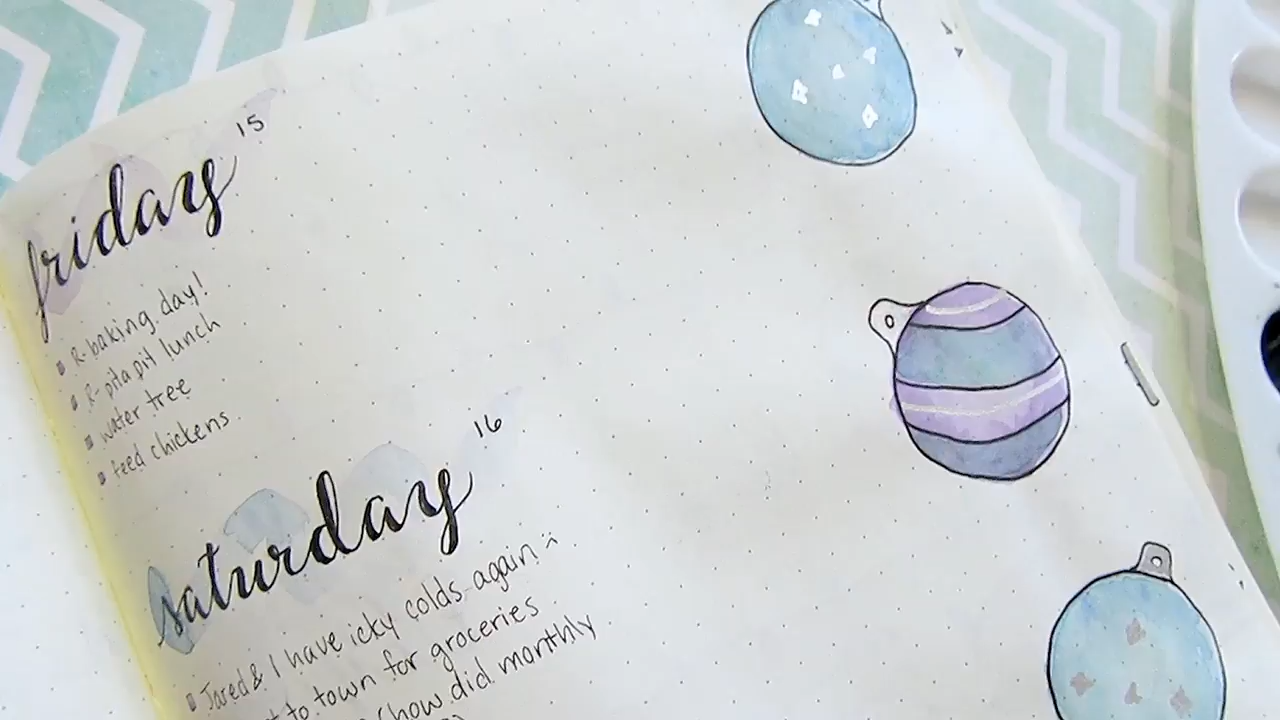 friday 15
R-baking day!
R-pita pit lunch
water tree
feed chickens
saturday 16
Jared & I have icky colds again :(
to town for groceries
how did monthly